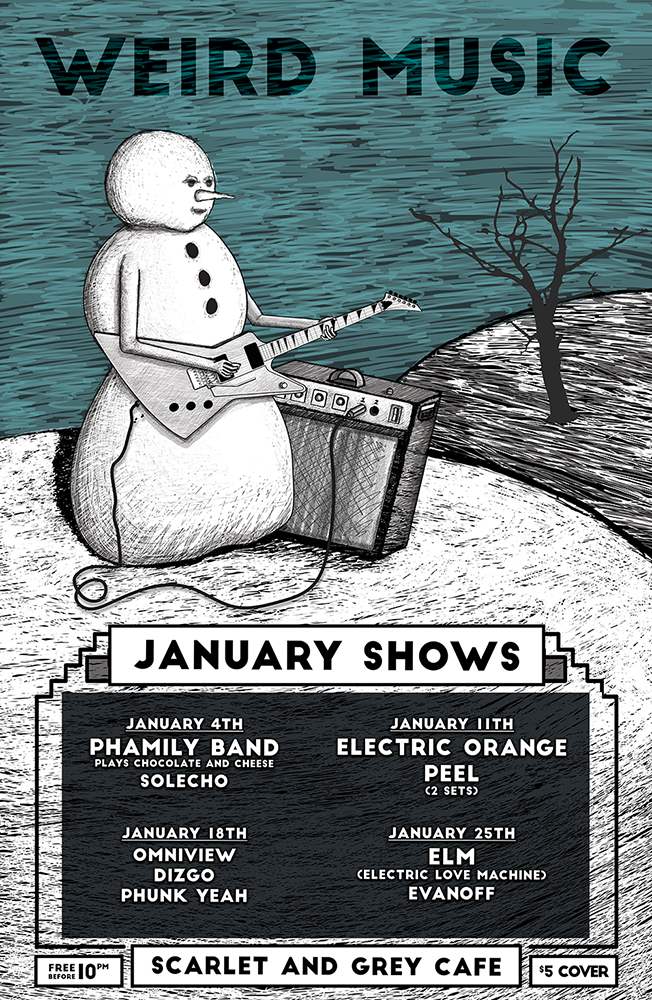 WEIRD MUSIC
JANUARY SHOWS
JANUARY 4TH
PHAMILY BAND
PLAYS CHOCOLATE AND CHEESE
SOLECHO
JANUARY 11TH
ELECTRIC ORANGE
PEEL
(2 SETS)
JANUARY 18TH
OMNIVIEW
DIZGO
PHUNK YEAH
JANUARY 25TH
ELM
(ELECTRIC LOVE MACHINE)
EVANOFF
FREE BEFORE 10PM
SCARLET AND GREY CAFE
$5 COVER